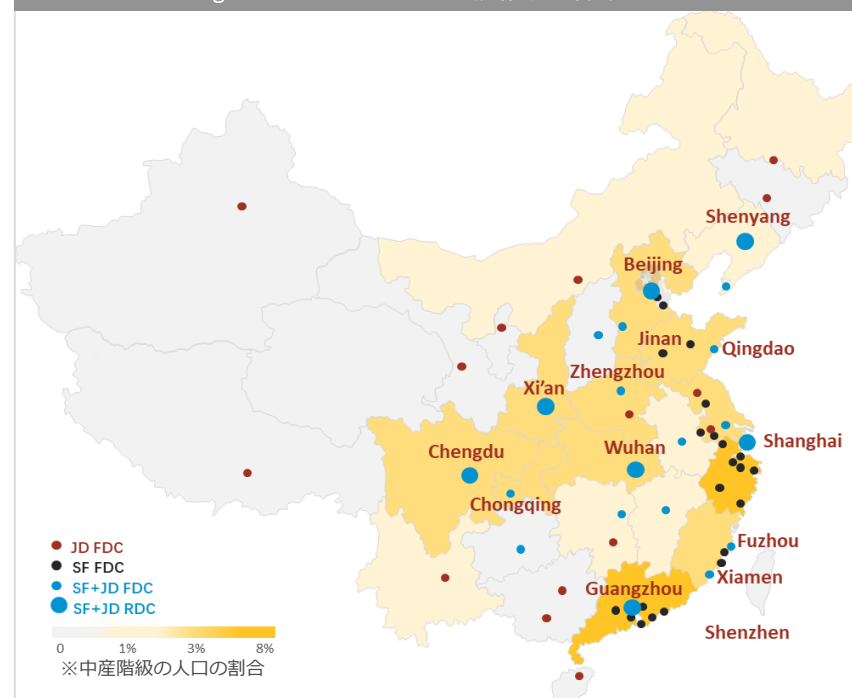 Shenyang
Beijing
Jinan
Qingdao
Zhengzhou
Xi'an
Shanghai
Chengdu
Wuhan
Chongqing
Fuzhou
Xiamen
Guangzhou
Shenzhen
JD FDC
SF FDC
SF+JD FDC
SF+JD RDC
0 1% 3% 8%
※中産階級の人口の割合